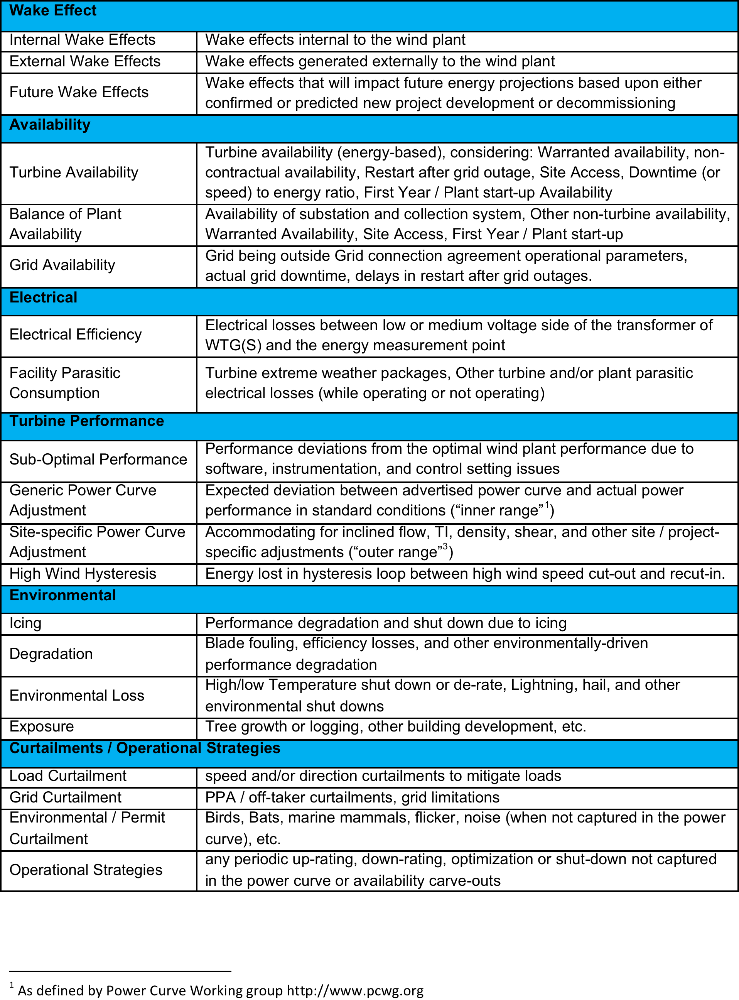 Wake Effect
Internal Wake Effects
Wake effects internal to the wind plant
External Wake Effects
Wake effects generated externally to the wind plant
Future Wake Effects
Wake effects that will impact future energy projections based upon either
confirmed or predicted new project development or decommissioning
Availability
Turbine Availability
Turbine availability (energy-based), considering: Warranted availability, non-
contractual availability, Restart after grid outage, Site Access, Downtime (or
speed) to energy ratio, First Year / Plant start-up Availability
Balance of Plant
Availability
Availability of substation and collection system, Other non-turbine availability,
Warranted Availability, Site Access, First Year / Plant start-up
Grid Availability
Grid being outside Grid connection agreement operational parameters,
actual grid downtime, delays in restart after grid outages.
Electrical
Electrical Efficiency
Electrical losses between low or medium voltage side of the transformer of
WTG(S) and the energy measurement point
Facility Parasitic
Consumption
Turbine extreme weather packages, Other turbine and/or plant parasitic
electrical losses (while operating or not operating)
Turbine Performance
Sub-Optimal Performance
Performance deviations from the optimal wind plant performance due to
software, instrumentation, and control setting issues
Generic Power Curve
Adjustment
Expected deviation between advertised power curve and actual power
performance in standard conditions (“inner range”1)
Site-specific Power Curve
Adjustment
Accommodating for inclined flow, TI, density, shear, and other site / project-
specific adjustments (“outer range”3)
High Wind Hysteresis
Energy lost in hysteresis loop between high wind speed cut-out and recut-in.
Environmental
Icing
Performance degradation and shut down due to icing
Degradation
Blade fouling, efficiency losses, and other environmentally-driven
performance degradation
Environmental Loss
High/low Temperature shut down or de-rate, Lightning, hail, and other
environmental shut downs
Exposure
Tree growth or logging, other building development, etc.
Curtailments / Operational Strategies
Load Curtailment
speed and/or direction curtailments to mitigate loads
Grid Curtailment
PPA / off-taker curtailments, grid limitations
Environmental / Permit
Curtailment
Birds, Bats, marine mammals, flicker, noise (when not captured in the power
curve), etc.
Operational Strategies
any periodic up-rating, down-rating, optimization or shut-down not captured
in the power curve or availability carve-outs
1 As defined by Power Curve Working group http://www.pcwg.org